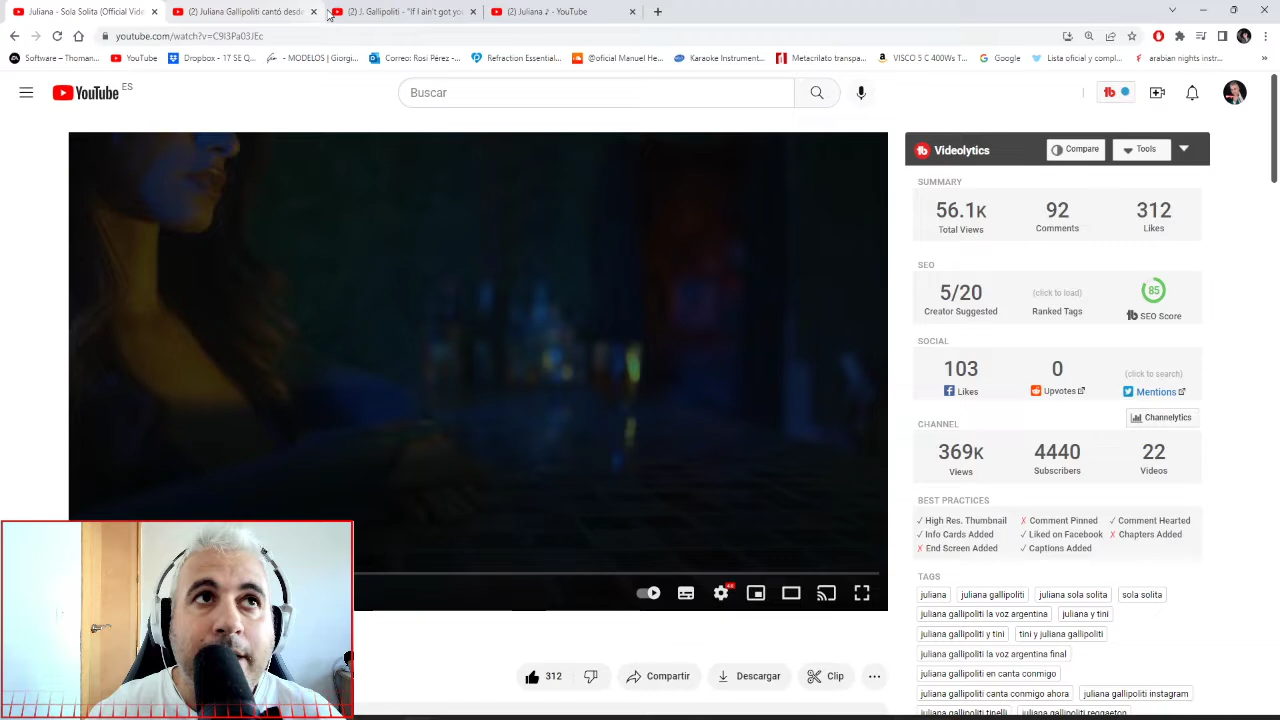 Juliana - Sola Solita (Official Vide
(2) Juliana Gallipoliti cantó desde
(2) J. Gallipoliti - "If I ain't got you
(2) Juliana ♪ - YouTube
youtube.com/watch?v=C9I3Pa03JEc
Software – Thoman...
YouTube
Dropbox - 17 SE Q...
- MODELOS | Giorgi...
Correo: Rosi Pérez -...
Refraction Essential...
@oficial Manuel He...
Karaoke Instrument...
Metacrilato transpa...
VISCO 5 C 400Ws T...
Google
Lista oficial y compl...
arabian nights instr...
YouTube ES
Buscar
Videolytics
Compare
Tools
SUMMARY
56.1K 92 312
Total Views Comments Likes
SEO
5/20 (click to load) 85
Creator Suggested Ranked Tags SEO Score
SOCIAL
103 0 (click to search)
Likes Upvotes Mentions
Channelytics
CHANNEL
369K 4440 22
Views Subscribers Videos
BEST PRACTICES
✓ High Res. Thumbnail ✗ Comment Pinned ✓ Comment Hearted
✓ Info Cards Added ✓ Liked on Facebook ✗ Chapters Added
✗ End Screen Added ✓ Captions Added
TAGS
juliana juliana gallipoliti juliana sola solita sola solita
juliana gallipoliti la voz argentina juliana y tini
juliana gallipoliti y tini tini y juliana gallipoliti
juliana gallipoliti la voz argentina final
juliana gallipoliti en canta conmigo
juliana gallipoliti canta conmigo ahora juliana gallipoliti instagram
juliana gallipoliti tinelli juliana gallipoliti reggaeton
312 Compartir Descargar Clip